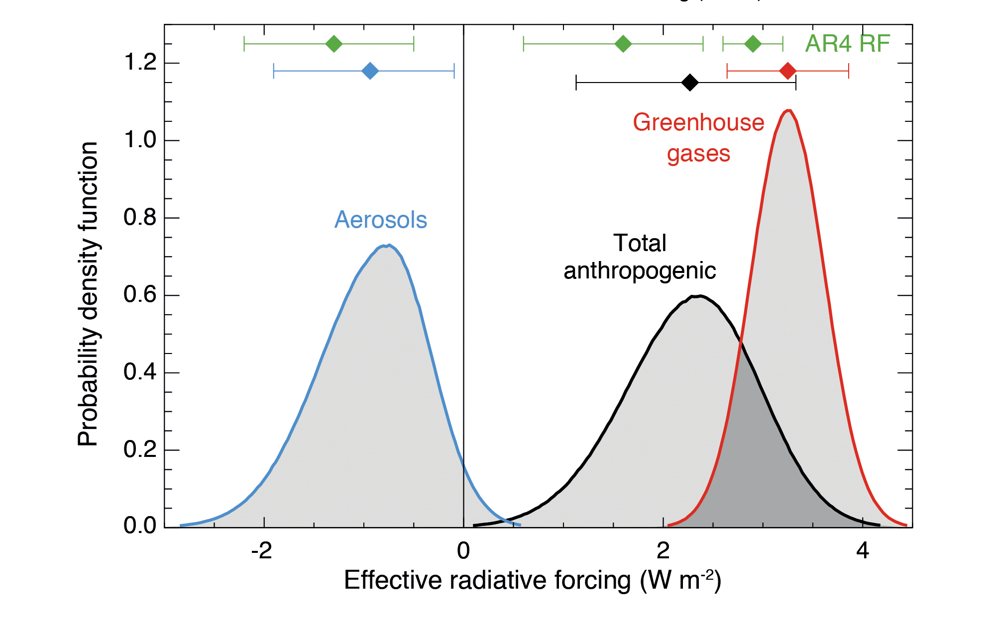 AR4 RF
1.2
Greenhouse
gases
1.0
Aerosols
0.8
Total
anthropogenic
0.6
0.4
0.2
0.0
Probability density function
-2 0 2 4
Effective radiative forcing (W m-2)